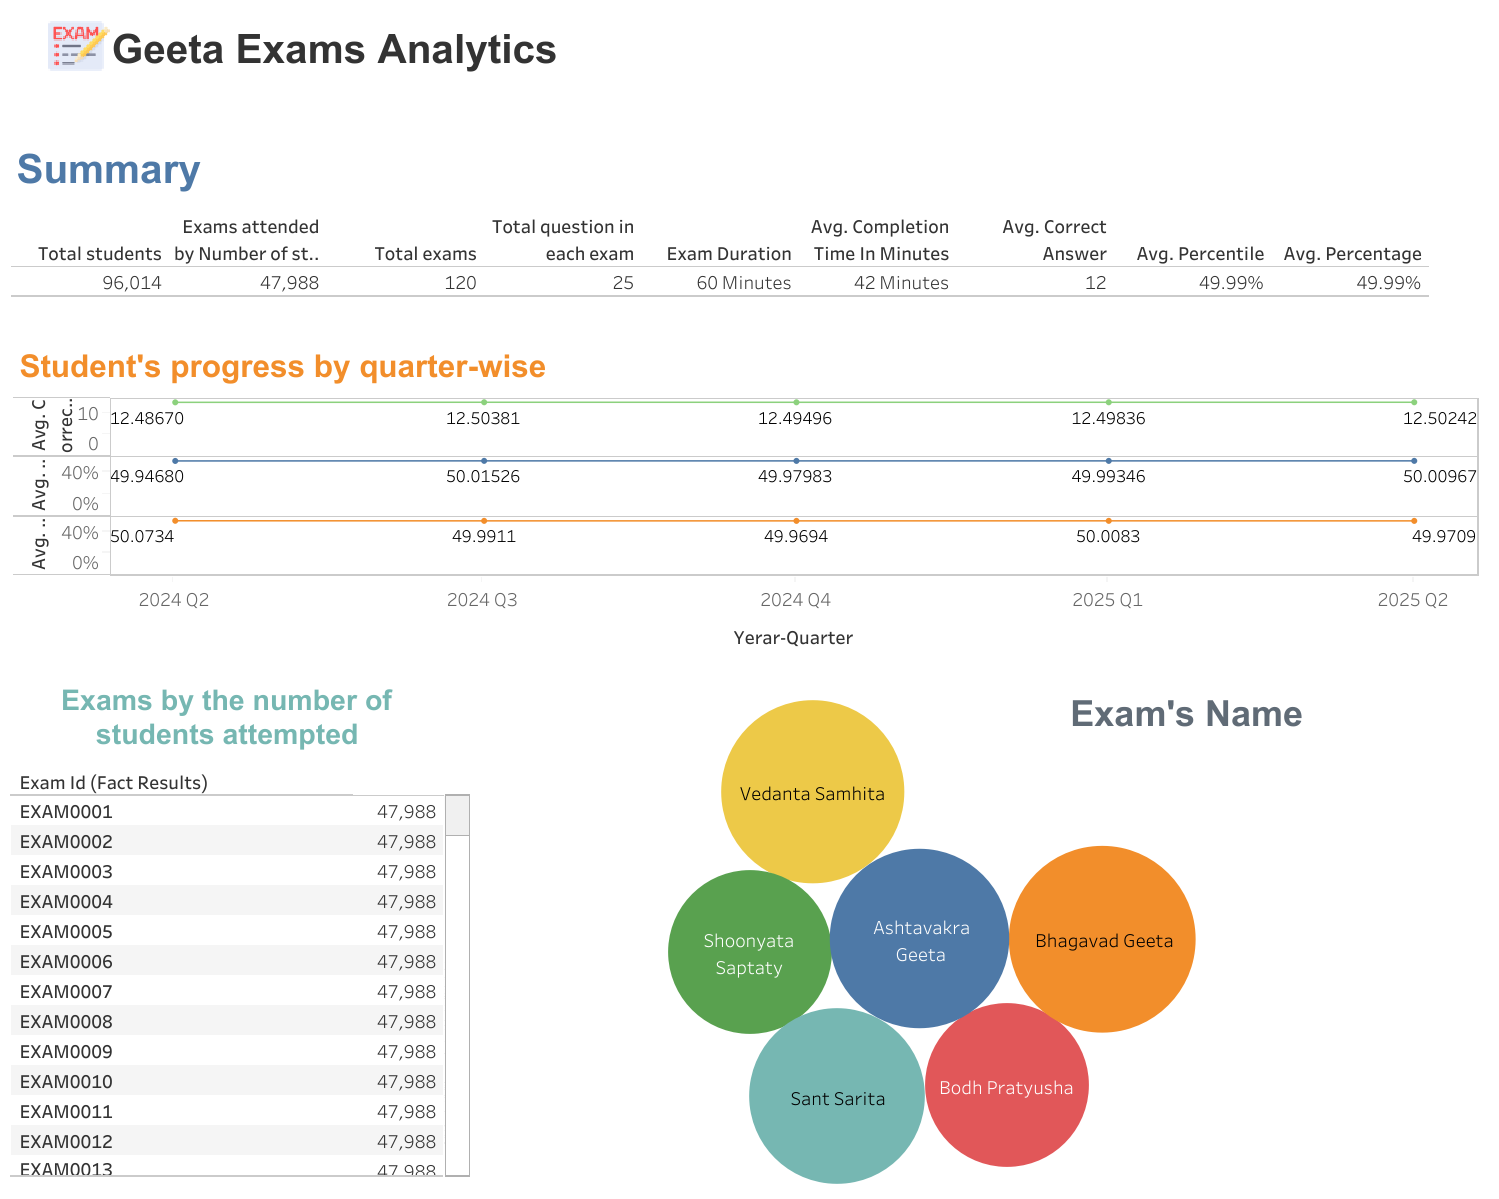 EXAM
Geeta Exams Analytics
Summary
Total students
Exams attended
by Number of st..
Total exams
Total question in
each exam
Exam Duration
Avg. Completion
Time In Minutes
Avg. Correct
Answer
Avg. Percentile
Avg. Percentage
96,014 47,988 120 25 60 Minutes 42 Minutes 12 49.99% 49.99%
Student's progress by quarter-wise
Avg. C
orrec..
10
0
12.48670 12.50381 12.49496 12.49836 12.50242
Avg. ..
40%
0%
49.94680 50.01526 49.97983 49.99346 50.00967
Avg. ..
40%
0%
50.0734 49.9911 49.9694 50.0083 49.9709
2024 Q2 2024 Q3 2024 Q4 2025 Q1 2025 Q2
Yerar-Quarter
Exams by the number of
students attempted
Exam Id (Fact Results)
EXAM0001 47,988
EXAM0002 47,988
EXAM0003 47,988
EXAM0004 47,988
EXAM0005 47,988
EXAM0006 47,988
EXAM0007 47,988
EXAM0008 47,988
EXAM0009 47,988
EXAM0010 47,988
EXAM0011 47,988
EXAM0012 47,988
EXAM0013 47,988
Exam's Name
Vedanta Samhita
Shoonyata
Saptaty
Ashtavakra
Geeta
Bhagavad Geeta
Sant Sarita
Bodh Pratyusha